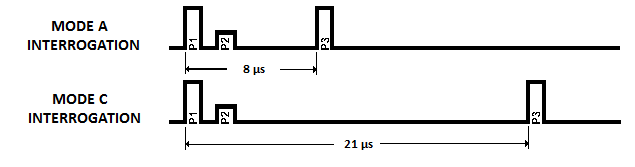 MODE A
INTERROGATION
P1
P2
P3
8 µs
MODE C
INTERROGATION
P1
P2
P3
21 µs